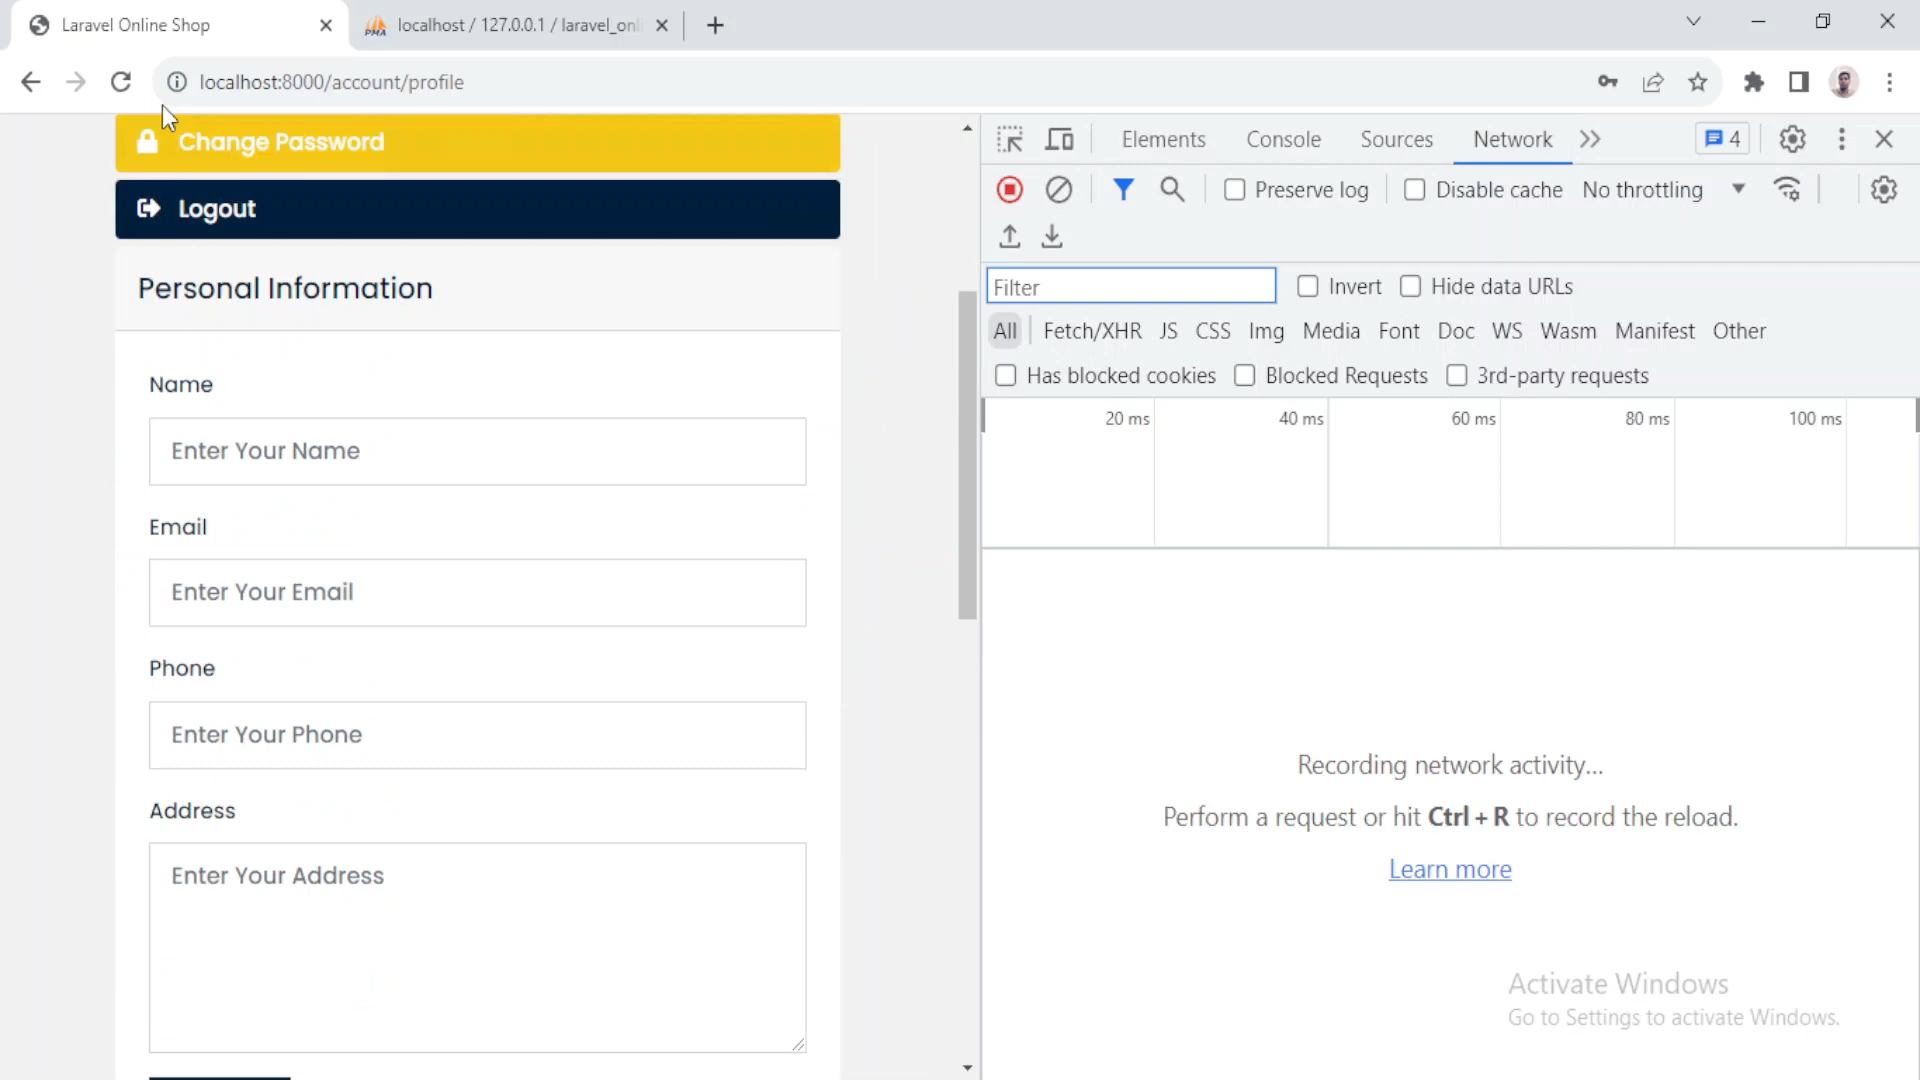 Laravel Online Shop
localhost / 127.0.0.1 / laravel_onl
localhost:8000/account/profile
Change Password
Logout
Personal Information
Name
Enter Your Name
Email
Enter Your Email
Phone
Enter Your Phone
Address
Enter Your Address
Elements Console Sources Network 4
Preserve log Disable cache No throttling
Filter Invert Hide data URLs
All Fetch/XHR JS CSS Img Media Font Doc WS Wasm Manifest Other
Has blocked cookies Blocked Requests 3rd-party requests
20 ms 40 ms 60 ms 80 ms 100 ms
Recording network activity...
Perform a request or hit Ctrl + R to record the reload.
Learn more
Activate Windows
Go to Settings to activate Windows.